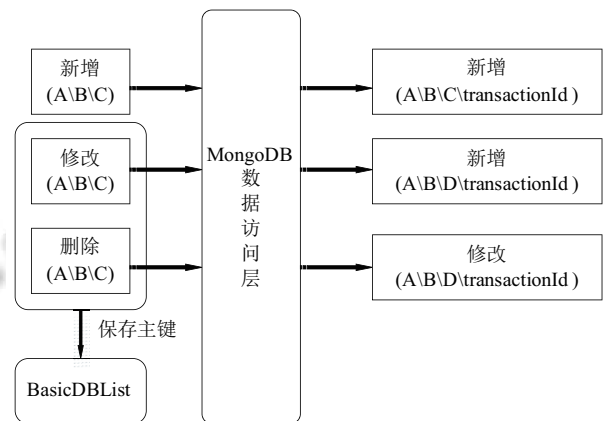 新增
(A\B\C)
新增
(A\B\C\transactionId )
修改
(A\B\C)
MongoDB
数
据
访
问
层
新增
(A\B\D\transactionId )
删除
(A\B\C)
修改
(A\B\D\transactionId )
保存主键
BasicDBList